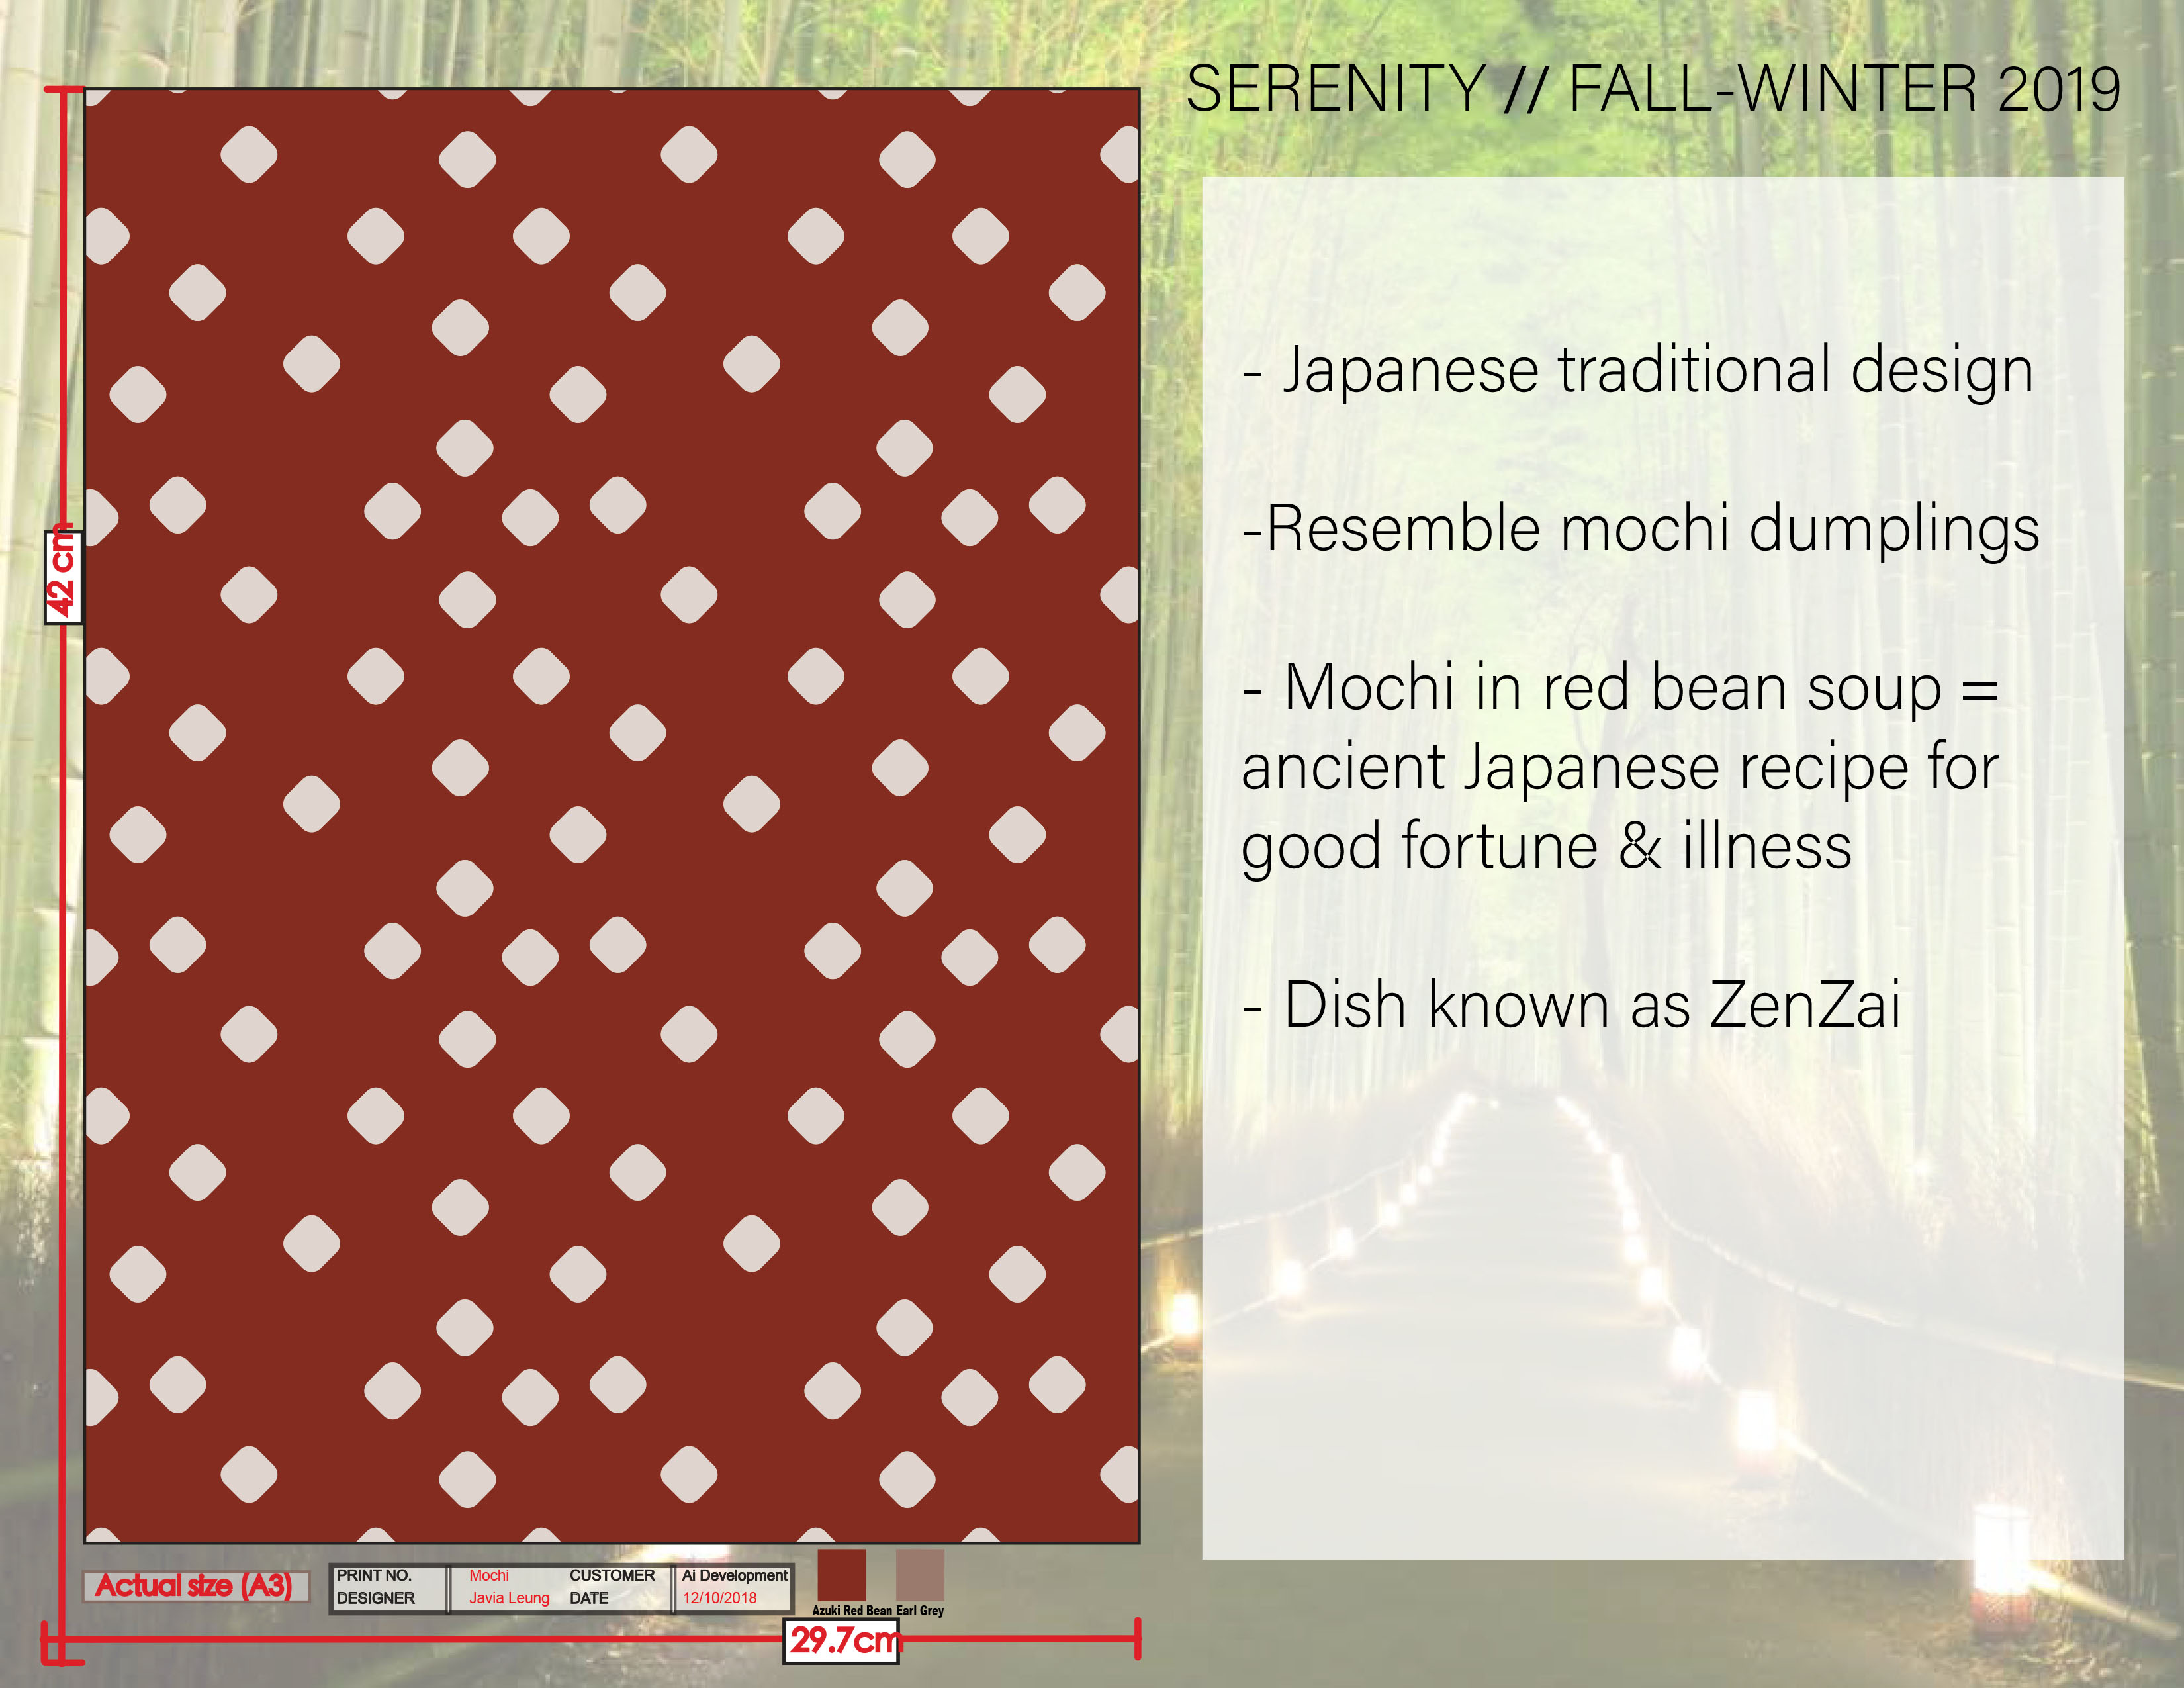 SERENITY // FALL-WINTER 2019
- Japanese traditional design
-Resemble mochi dumplings
- Mochi in red bean soup =
ancient Japanese recipe for
good fortune & illness
- Dish known as ZenZai
42 cm
Actual size (A3)
PRINT NO. Mochi CUSTOMER Ai Development
DESIGNER Javia Leung DATE 12/10/2018
Azuki Red Bean Earl Grey
29.7cm